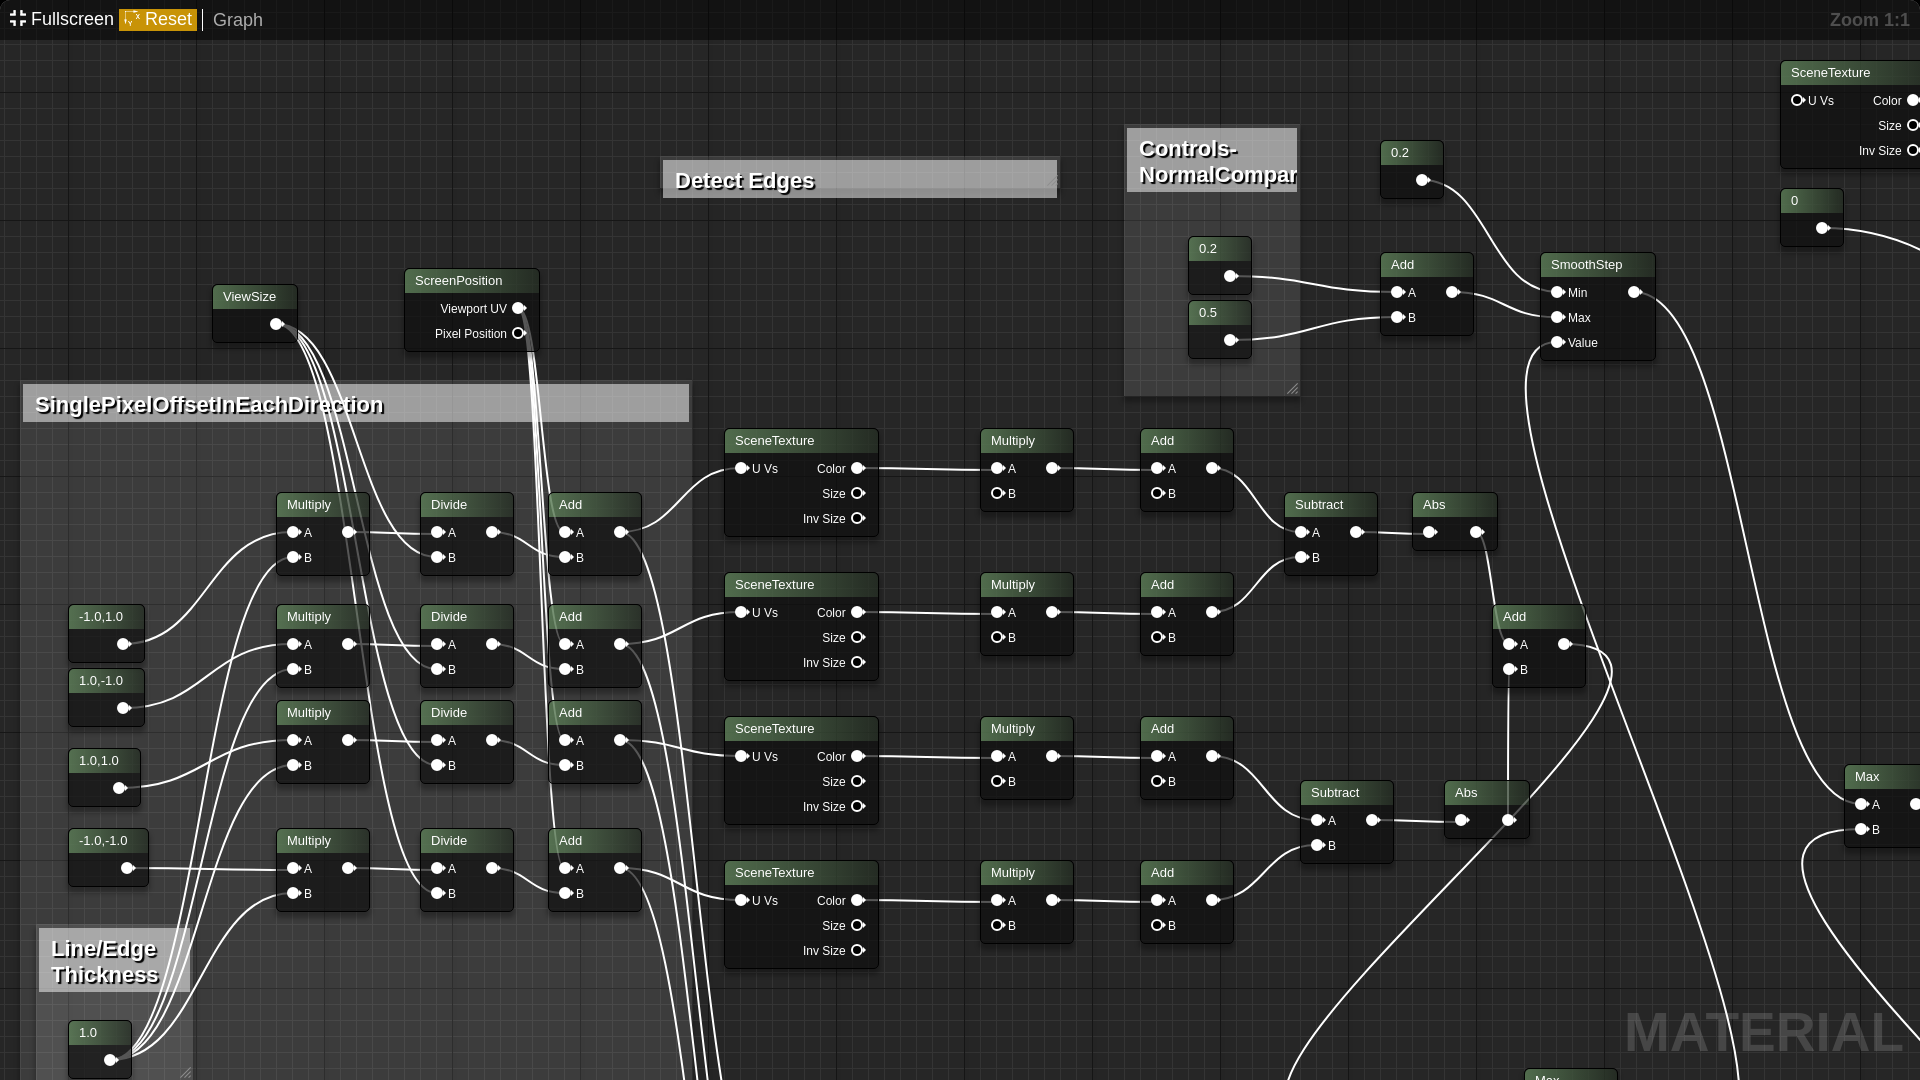 Fullscreen Reset Graph
Zoom 1:1
SceneTexture
U Vs Color
Size
Inv Size
0
Controls-
NormalCompar
0.2
0.5
0.2
Add
A
B
SmoothStep
Min
Max
Value
Detect Edges
ViewSize
ScreenPosition
Viewport UV
Pixel Position
SinglePixelOffsetInEachDirection
Multiply
A
B
Divide
A
B
Add
A
B
Multiply
A
B
Divide
A
B
Add
A
B
Multiply
A
B
Divide
A
B
Add
A
B
Multiply
A
B
Divide
A
B
Add
A
B
-1.0,1.0
1.0,-1.0
1.0,1.0
-1.0,-1.0
Line/Edge
Thickness
1.0
SceneTexture
U Vs Color
Size
Inv Size
Multiply
A
B
Add
A
B
SceneTexture
U Vs Color
Size
Inv Size
Multiply
A
B
Add
A
B
SceneTexture
U Vs Color
Size
Inv Size
Multiply
A
B
Add
A
B
SceneTexture
U Vs Color
Size
Inv Size
Multiply
A
B
Add
A
B
Subtract
A
B
Abs
Add
A
B
Subtract
A
B
Abs
Max
A
B
MATERIAL
Max